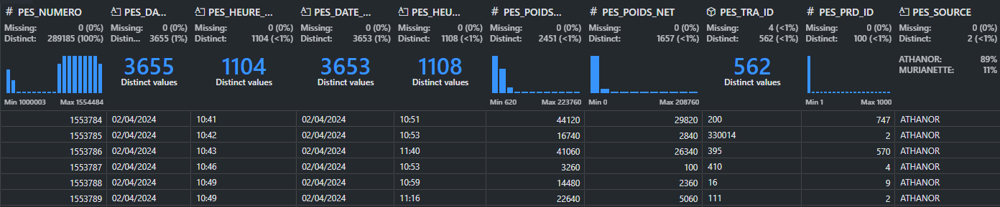 # PES_NUMERO PES_DA... PES_HEURE_... PES_DATE_... PES_HEU... # PES_POIDS... # PES_POIDS_NET PES_TRA_ID # PES_PRD_ID PES_SOURCE
Missing: 0 (0%) Missing: 0 (0%) Missing: 0 (0%) Missing: 0 (0%) Missing: 0 (0%) Missing: 0 (0%) Missing: 0 (0%) Missing: 4 (<1%) Missing: 0 (0%) Missing: 0 (0%)
Distinct: 289185 (100%) Distin... 3655 (1%) Distinct: 1104 (<1%) Distinct: 3653 (1%) Distinct: 1108 (<1%) Distinct: 2451 (<1%) Distinct: 1657 (<1%) Distinct: 562 (<1%) Distinct: 100 (<1%) Distinct: 2 (<1%)
3655 1104 3653 1108 562 ATHANOR: 89%
Distinct values Distinct values Distinct values Distinct values Distinct values MURIANETTE: 11%
Min 1000003 Max 1554484 Min 620 Max 223760 Min 0 Max 208760 Min 1 Max 1000
1553784 02/04/2024 10:41 02/04/2024 10:51 44120 29820 200 747 ATHANOR
1553785 02/04/2024 10:42 02/04/2024 10:53 16740 2840 330014 2 ATHANOR
1553786 02/04/2024 10:43 02/04/2024 11:40 41060 26340 395 570 ATHANOR
1553787 02/04/2024 10:46 02/04/2024 10:53 3260 100 410 4 ATHANOR
1553788 02/04/2024 10:49 02/04/2024 10:59 14480 2360 16 9 ATHANOR
1553789 02/04/2024 10:49 02/04/2024 11:16 22640 5060 111 2 ATHANOR